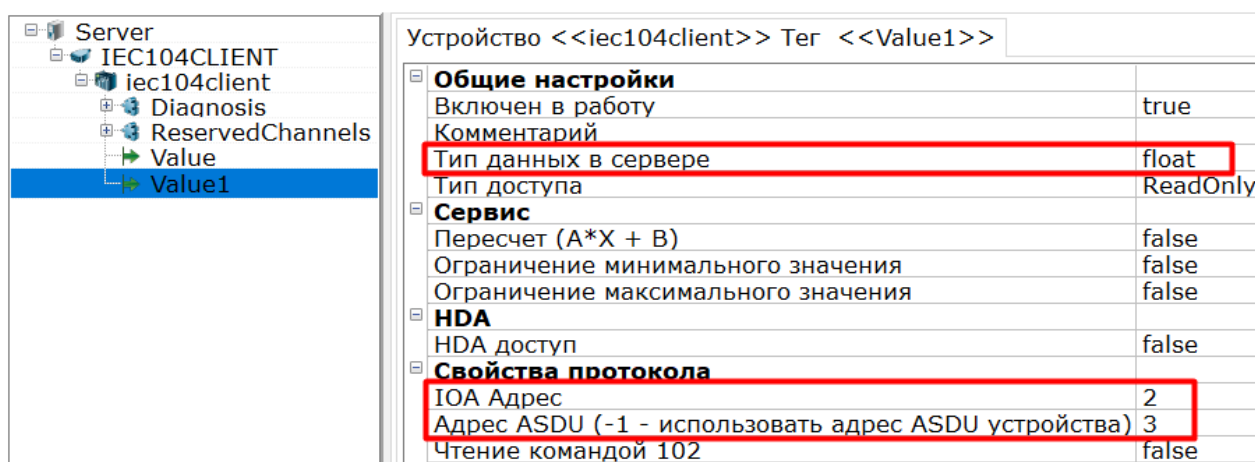 Server
IEC104CLIENT
iec104client
Diagnosis
ReservedChannels
Value
Value1
Устройство <<iec104client>> Тег <<Value1>>
Общие настройки
Включен в работу true
Комментарий
Тип данных в сервере float
Тип доступа ReadOnly
Сервис
Пересчет (A*X + B) false
Ограничение минимального значения false
Ограничение максимального значения false
HDA
HDA доступ false
Свойства протокола
IOA Адрес 2
Адрес ASDU (-1 - использовать адрес ASDU устройства) 3
Чтение командой 102 false